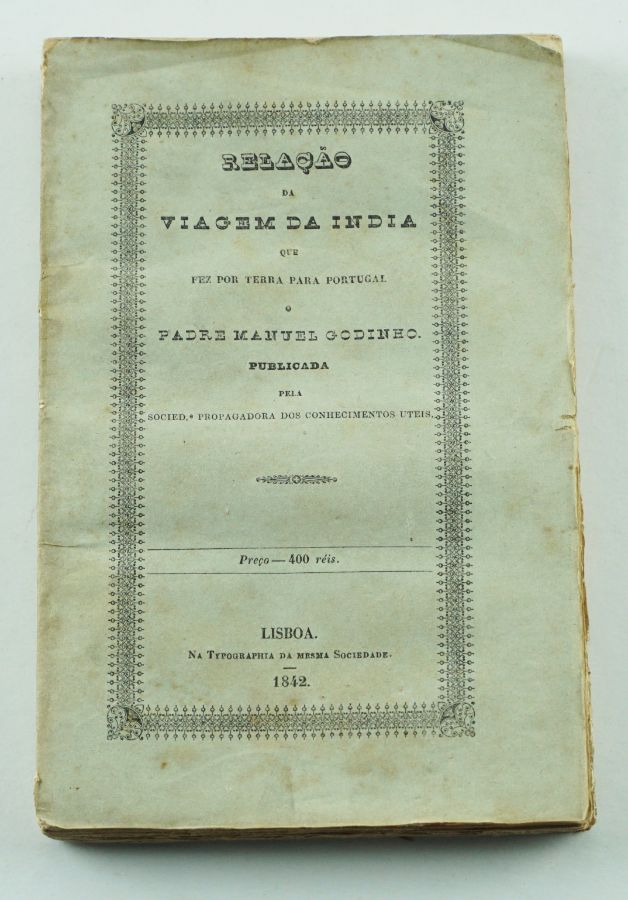 RELAÇÃO
DA
VIAGEM DA INDIA
QUE
FEZ POR TERRA PARA PORTUGAL
O
PADRE MANUEL GODINHO.
PUBLICADA
PELA
SOCIED.e PROPAGADORA DOS CONHECIMENTOS UTEIS.
Preço — 400 réis.
LISBOA.
NA TYPOGRAPHIA DA MESMA SOCIEDADE.
1842.